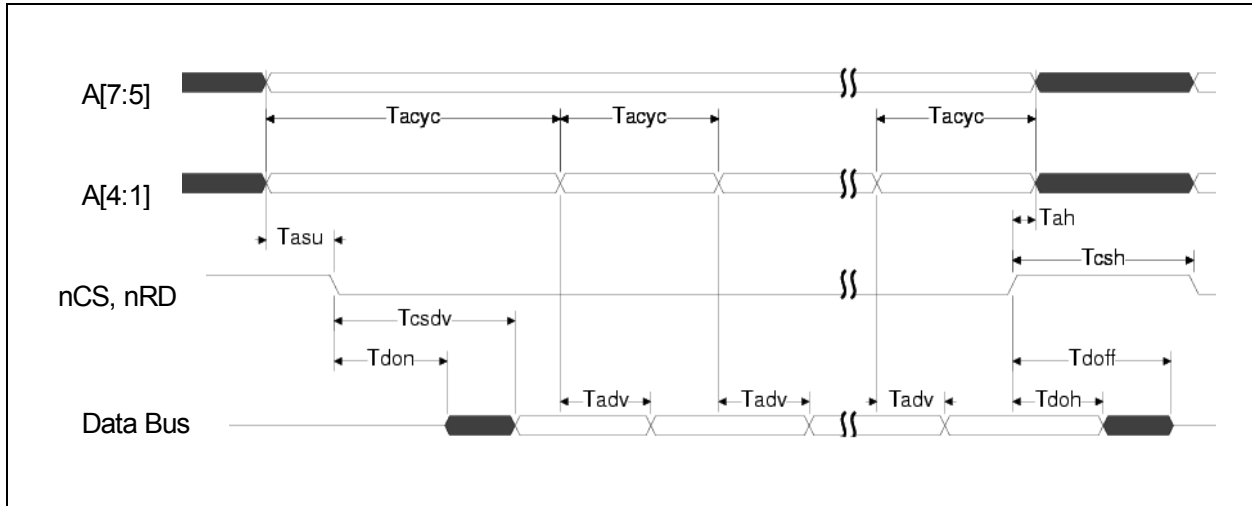 A[7:5]
Tacyc Tacyc Tacyc
A[4:1]
Tah
Tasu
Tcsh
nCS, nRD
Tcsdv
Tdon Tdoff
Tadv Tadv Tadv Tdoh
Data Bus